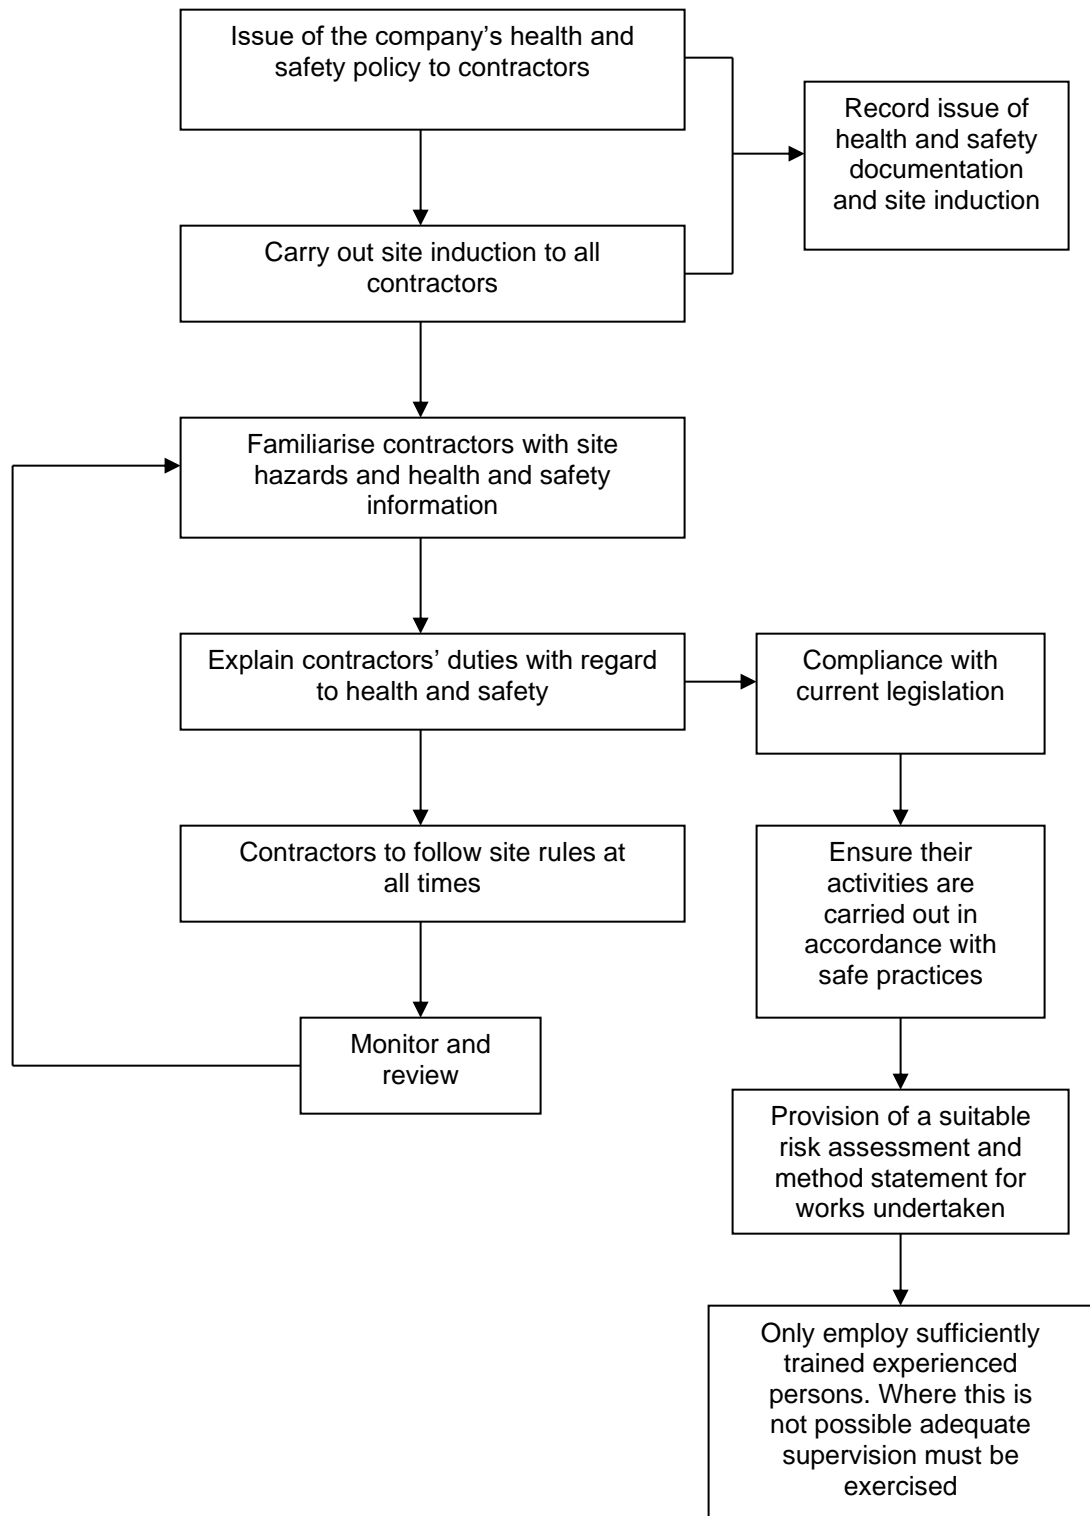 Issue of the company’s health and
safety policy to contractors
Record issue of
health and safety
documentation
and site induction
Carry out site induction to all
contractors
Familiarise contractors with site
hazards and health and safety
information
Explain contractors’ duties with regard
to health and safety
Compliance with
current legislation
Contractors to follow site rules at
all times
Ensure their
activities are
carried out in
accordance with
safe practices
Monitor and
review
Provision of a suitable
risk assessment and
method statement for
works undertaken
Only employ sufficiently
trained experienced
persons. Where this is
not possible adequate
supervision must be
exercised